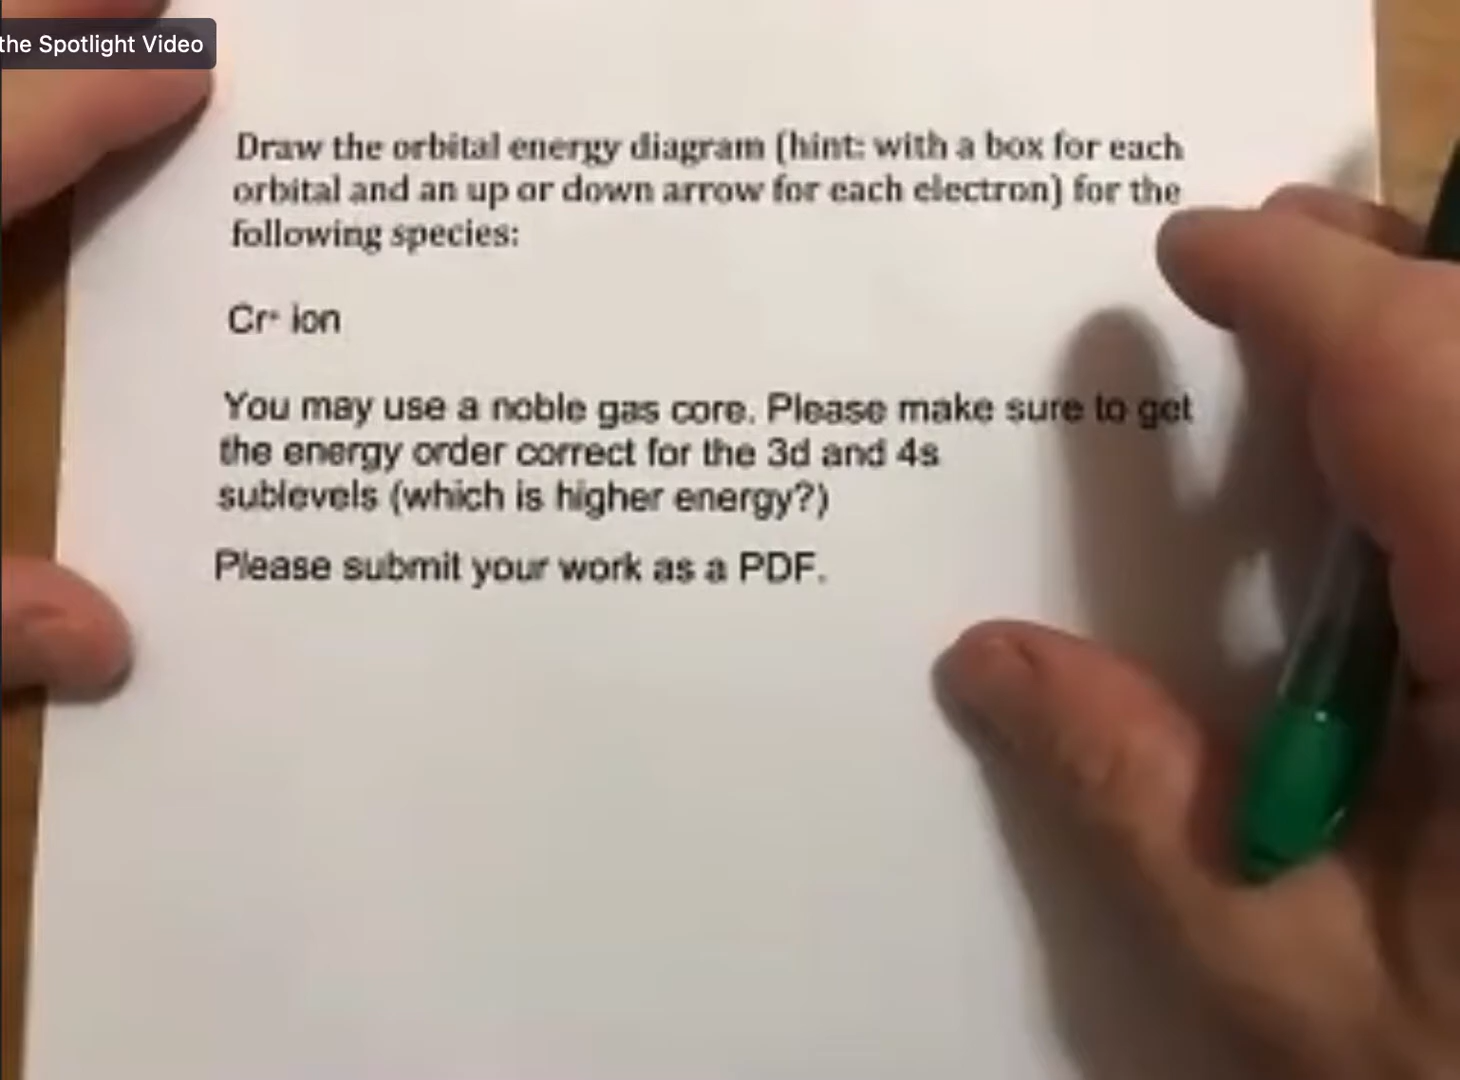 the Spotlight Video
Draw the orbital energy diagram (hint: with a box for each
orbital and an up or down arrow for each electron) for the
following species:
Cr⁺ ion
You may use a noble gas core. Please make sure to get
the energy order correct for the 3d and 4s
sublevels (which is higher energy?)
Please submit your work as a PDF.